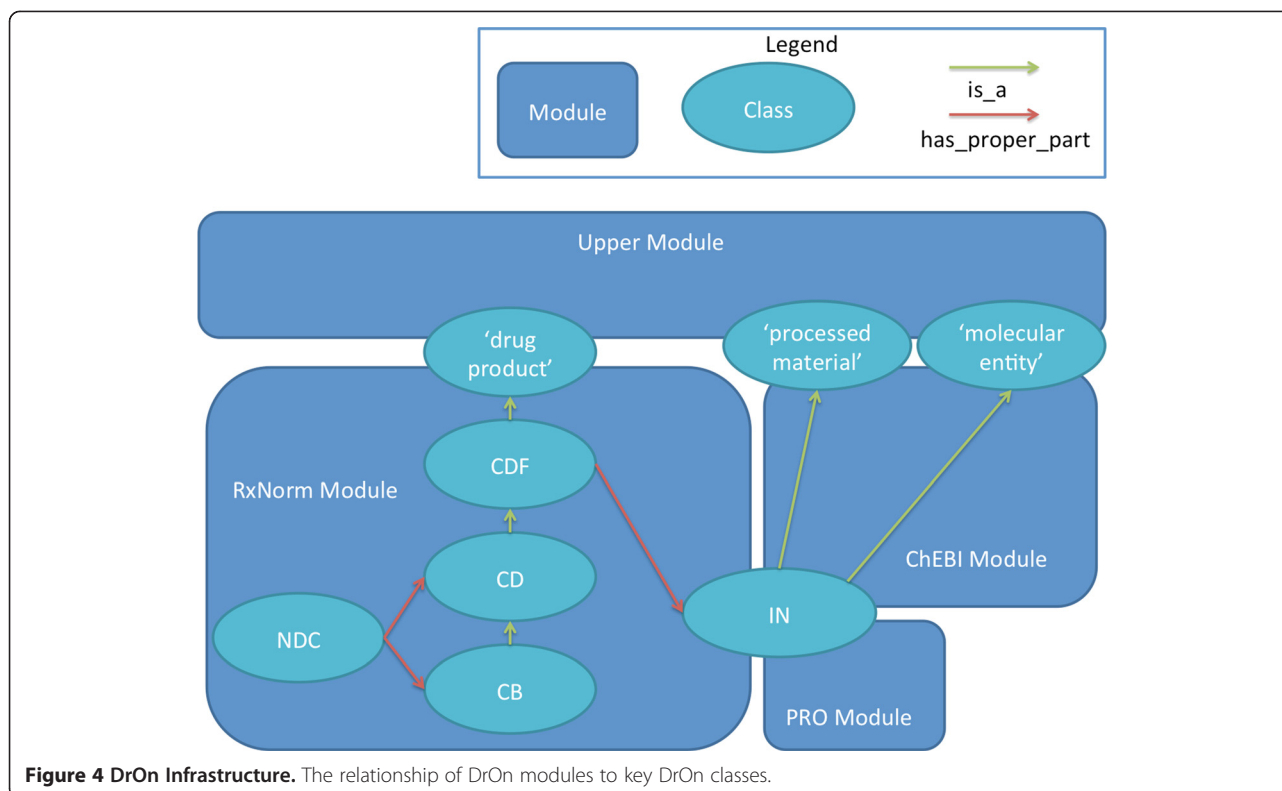 Legend
Module
Class
is_a
has_proper_part
Upper Module
‘drug
product’
‘processed
material’
‘molecular
entity’
CDF
RxNorm Module
CD
ChEBI Module
NDC
IN
CB
PRO Module
Figure 4 DrOn Infrastructure. The relationship of DrOn modules to key DrOn classes.